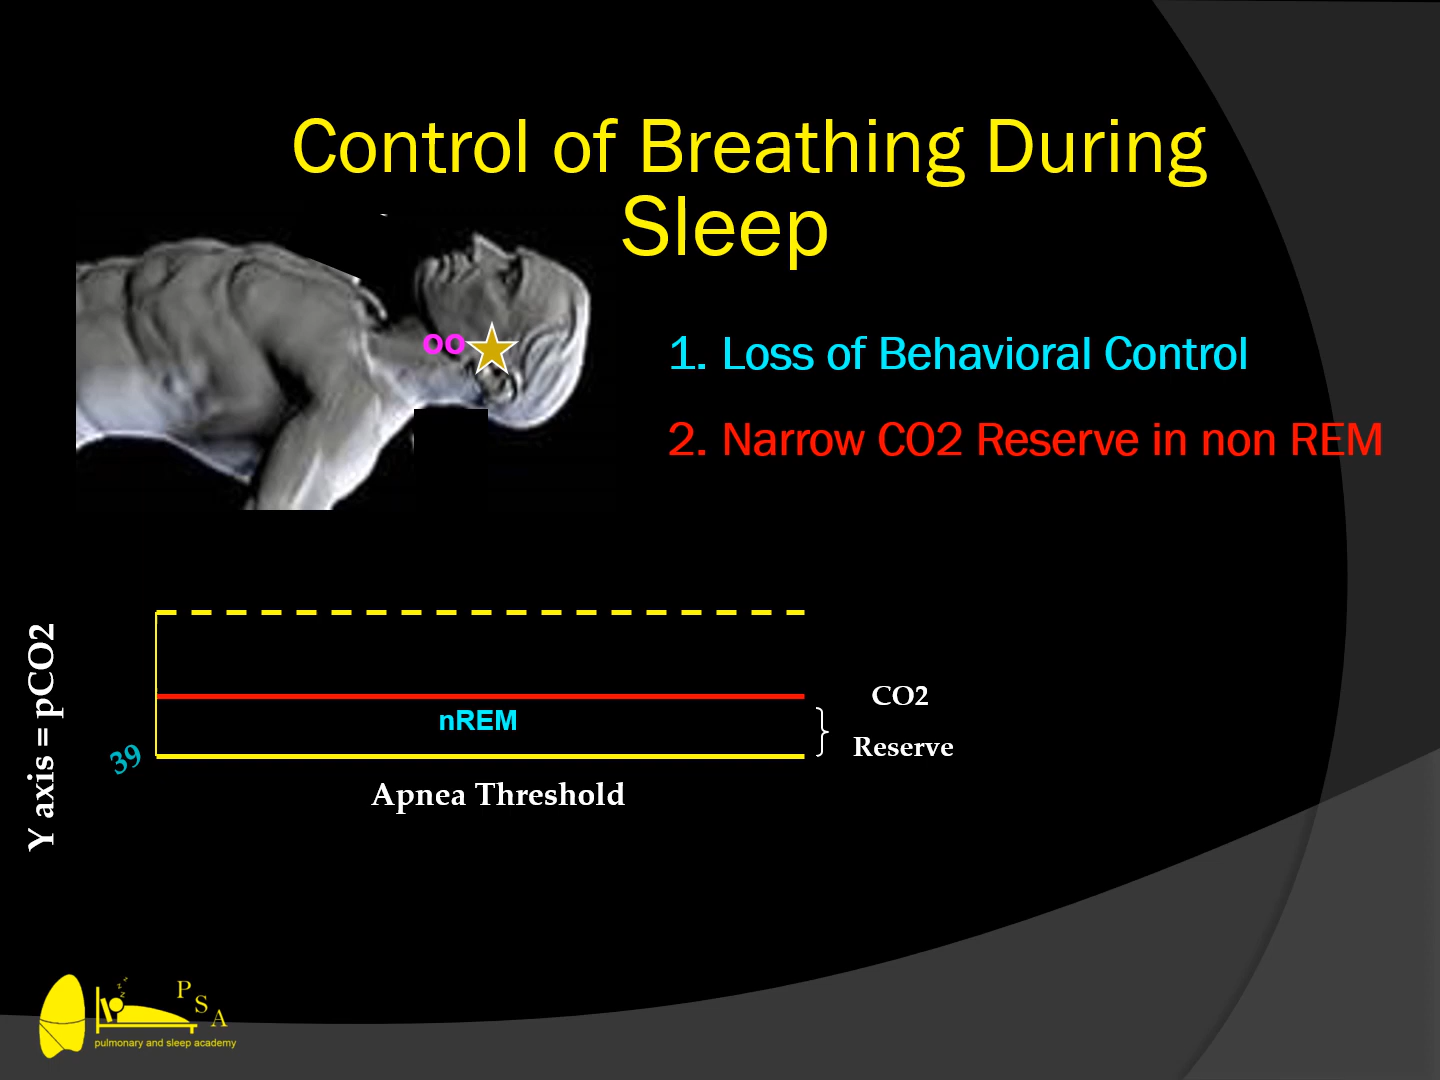 Control of Breathing During
Sleep
oo
1. Loss of Behavioral Control
2. Narrow CO2 Reserve in non REM
Y axis = pCO2
39
nREM
CO2
Reserve
Apnea Threshold
z z z
P S A
pulmonary and sleep academy